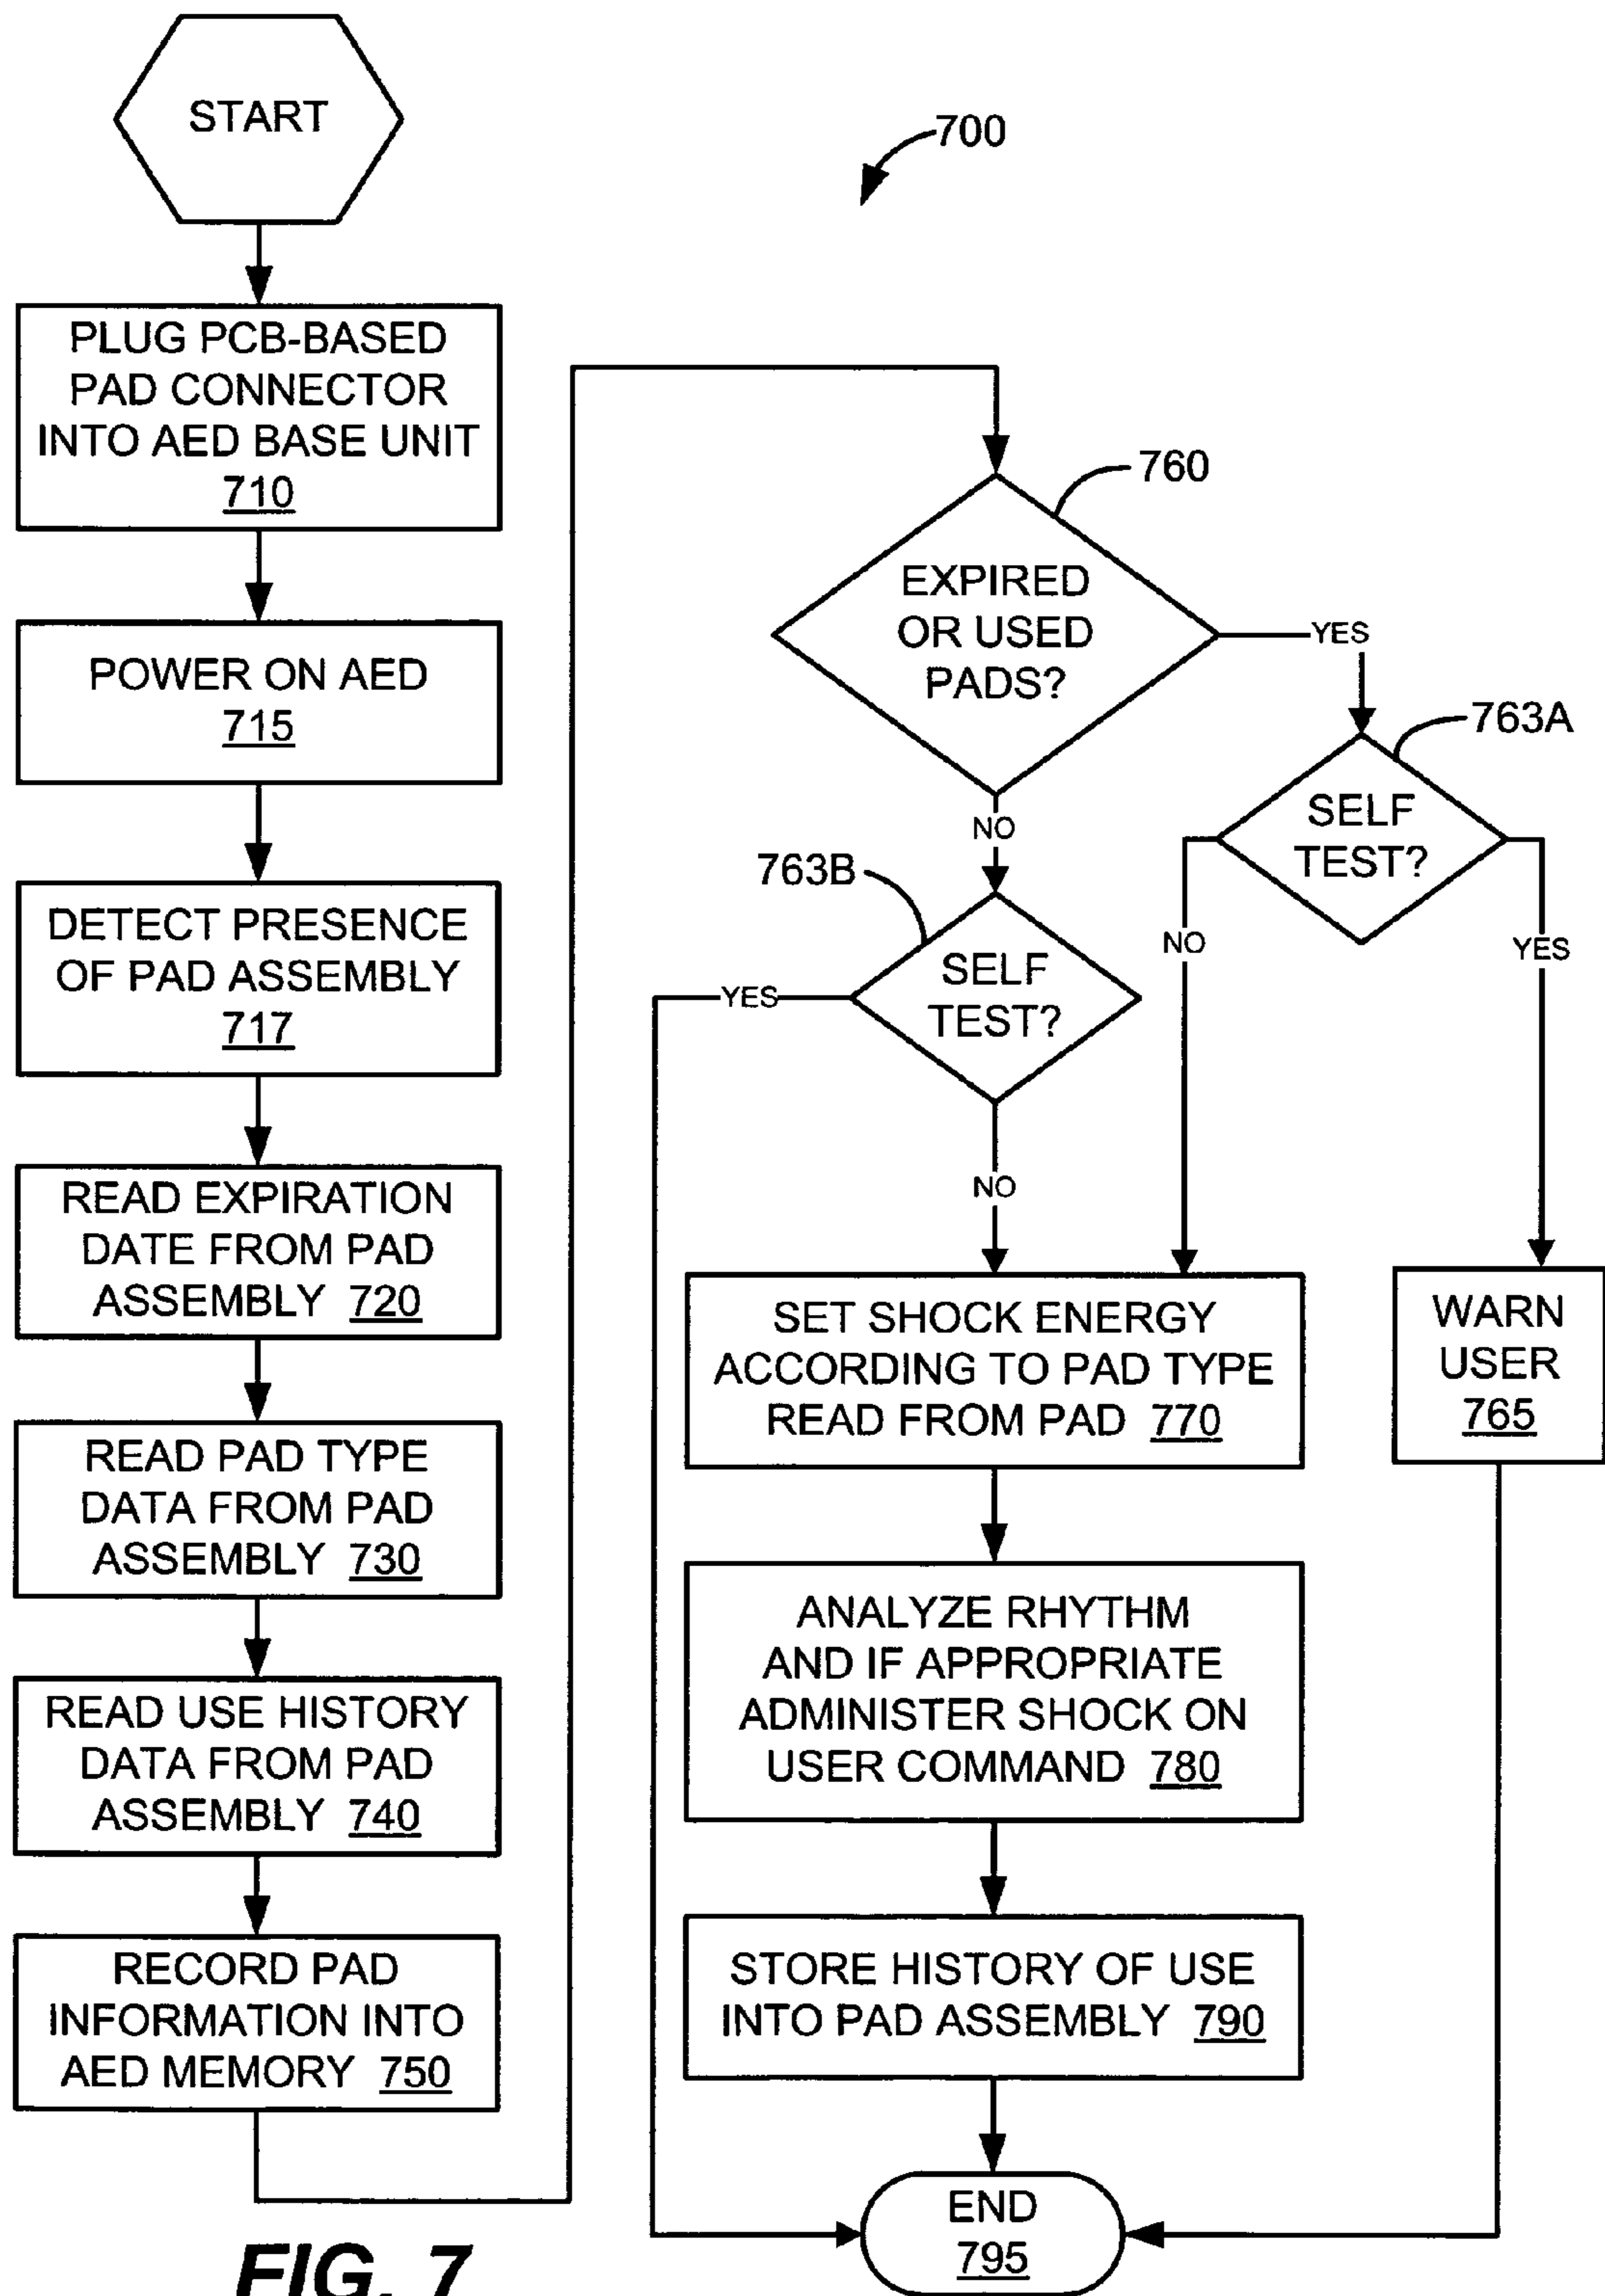 START
PLUG PCB-BASED
PAD CONNECTOR
INTO AED BASE UNIT
710
POWER ON AED
715
DETECT PRESENCE
OF PAD ASSEMBLY
717
READ EXPIRATION
DATE FROM PAD
ASSEMBLY 720
READ PAD TYPE
DATA FROM PAD
ASSEMBLY 730
READ USE HISTORY
DATA FROM PAD
ASSEMBLY 740
RECORD PAD
INFORMATION INTO
AED MEMORY 750
700
760
EXPIRED
OR USED
PADS?
YES
NO
763A
SELF
TEST?
NO
YES
763B
SELF
TEST?
YES
NO
WARN
USER
765
SET SHOCK ENERGY
ACCORDING TO PAD TYPE
READ FROM PAD 770
ANALYZE RHYTHM
AND IF APPROPRIATE
ADMINISTER SHOCK ON
USER COMMAND 780
STORE HISTORY OF USE
INTO PAD ASSEMBLY 790
END
795
FIG. 7